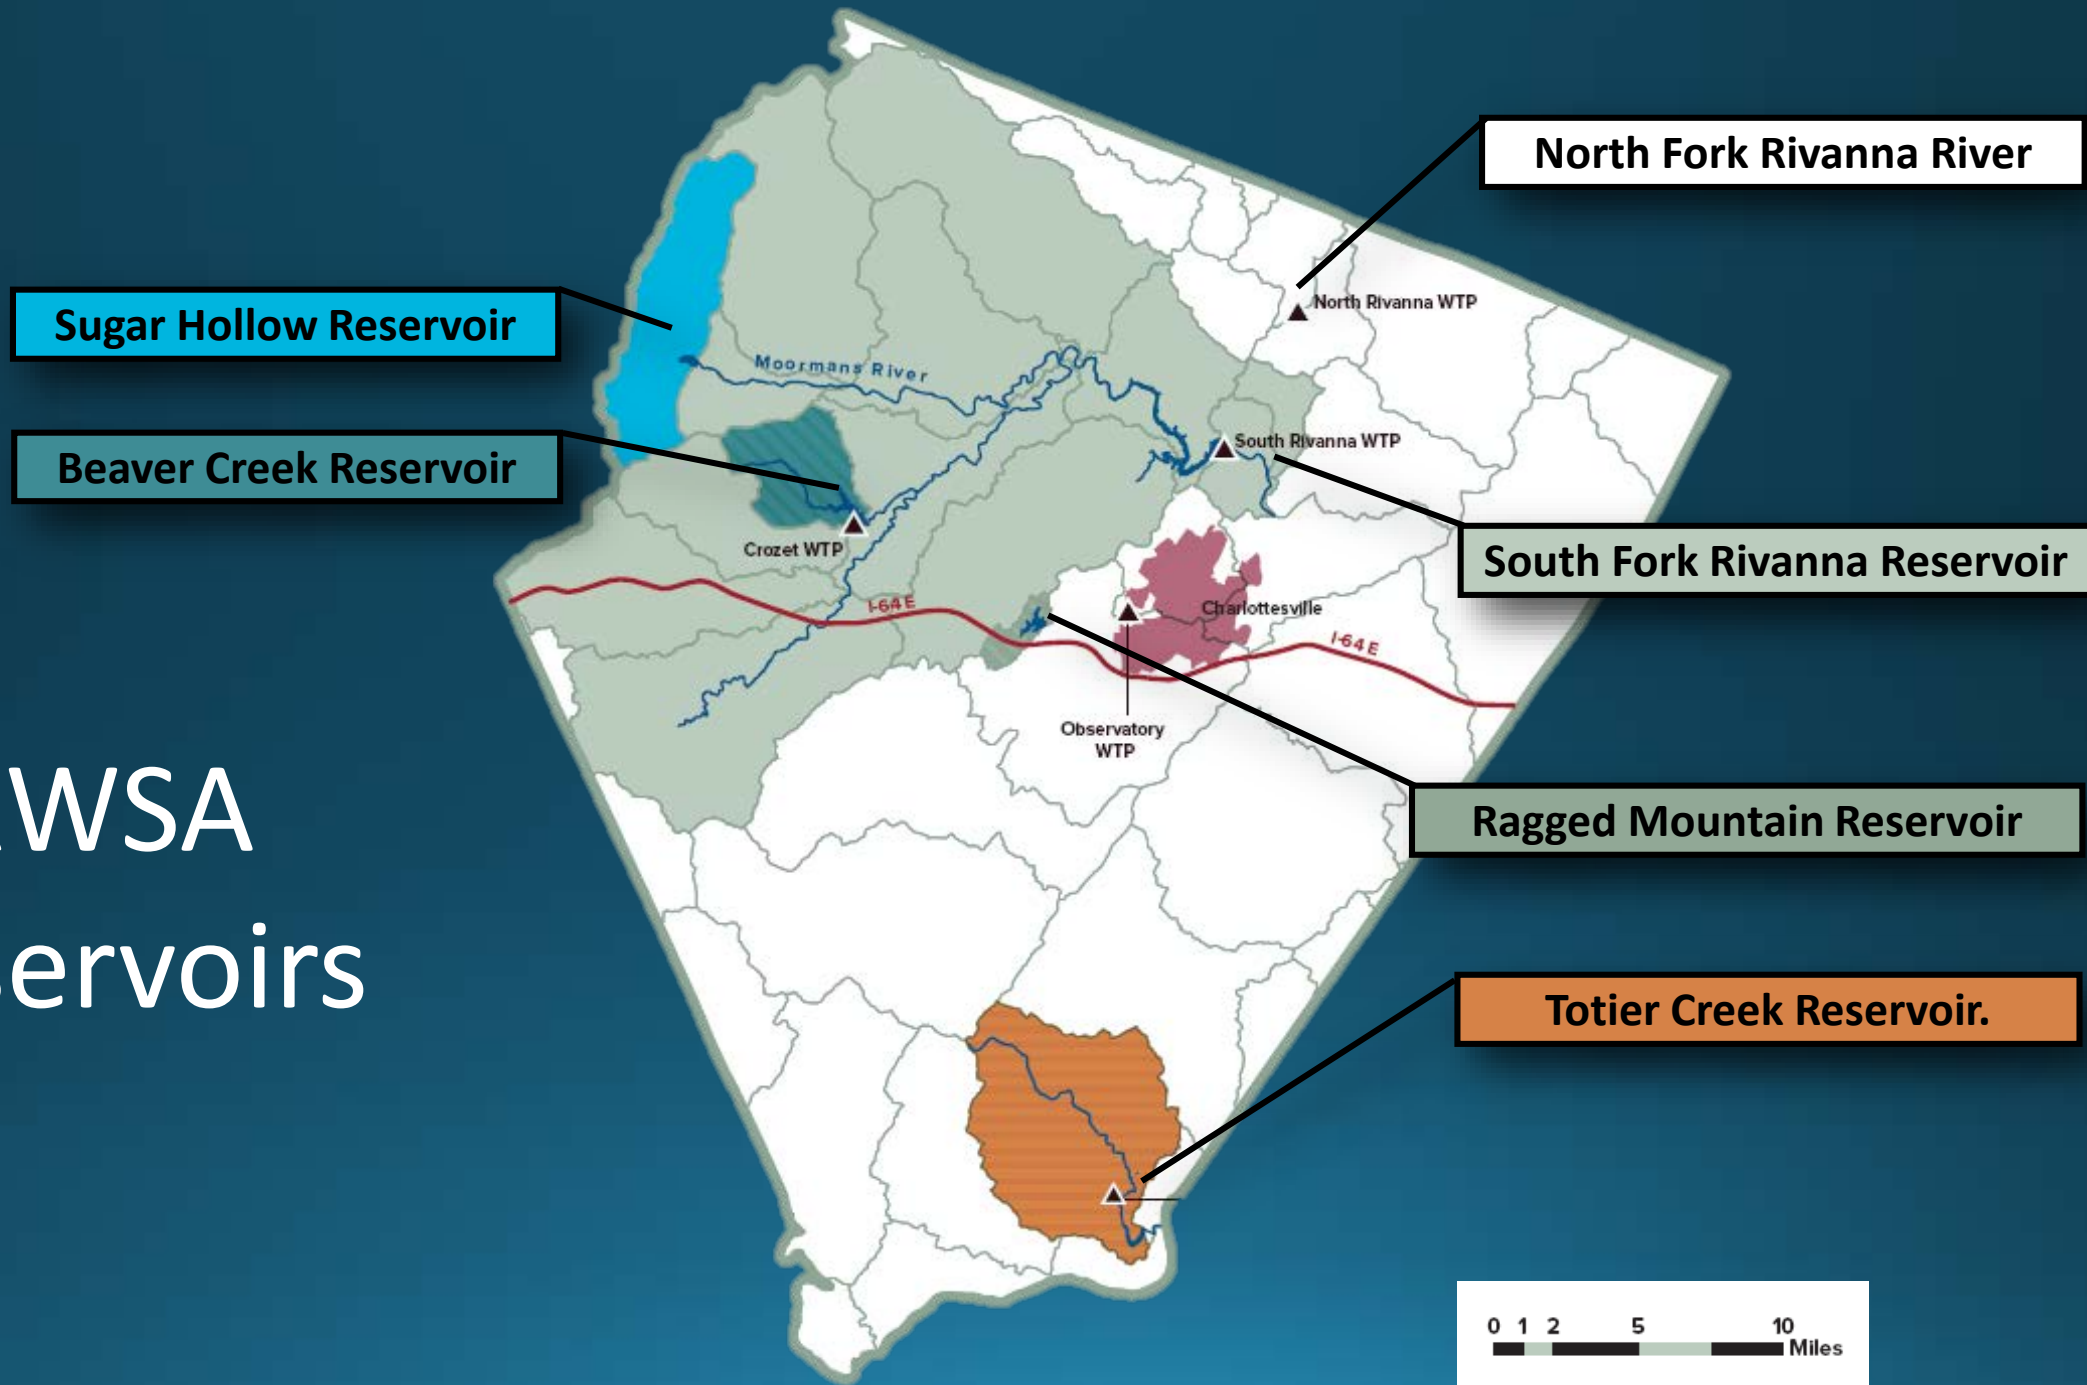 North Fork Rivanna River
North Rivanna WTP
Sugar Hollow Reservoir
Moormans River
Beaver Creek Reservoir
South Rivanna WTP
Crozet WTP
South Fork Rivanna Reservoir
I-64 E
Charlottesville
I-64 E
Observatory
WTP
WSA
servoirs
Ragged Mountain Reservoir
Totier Creek Reservoir.
0 1 2 5 10
Miles